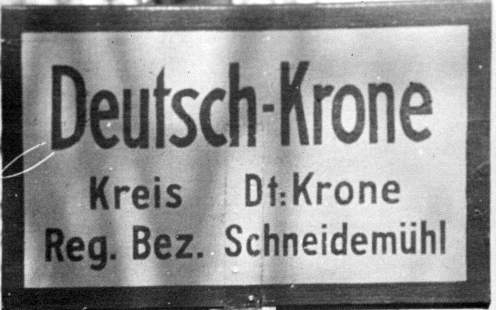 Deutsch-Krone
Kreis Dt:Krone
Reg. Bez. Schneidemühl